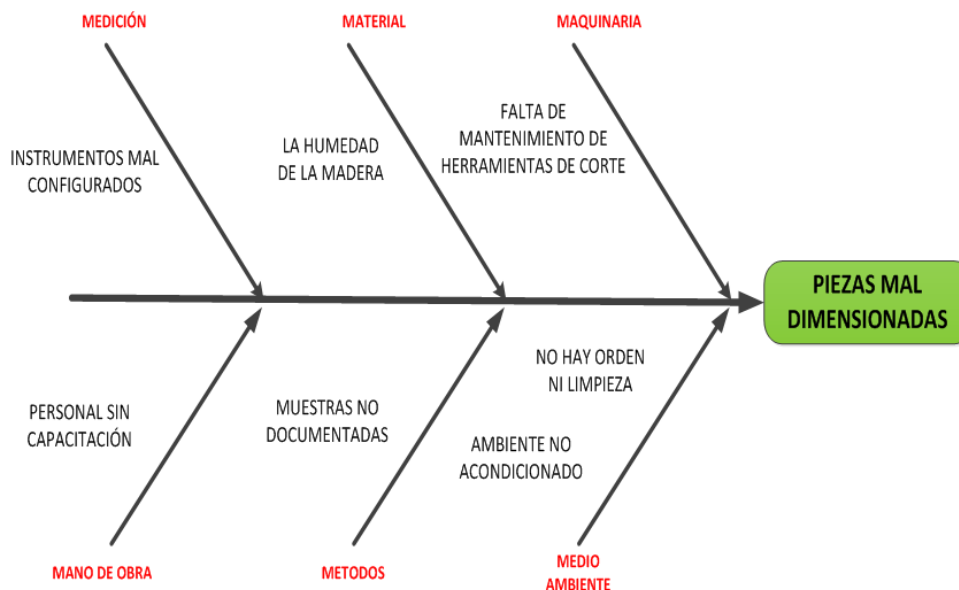 MEDICIÓN
MATERIAL
MAQUINARIA
INSTRUMENTOS MAL
CONFIGURADOS
LA HUMEDAD
DE LA MADERA
FALTA DE
MANTENIMIENTO DE
HERRAMIENTAS DE CORTE
PIEZAS MAL
DIMENSIONADAS
PERSONAL SIN
CAPACITACIÓN
MUESTRAS NO
DOCUMENTADAS
NO HAY ORDEN
NI LIMPIEZA
AMBIENTE NO
ACONDICIONADO
MANO DE OBRA
METODOS
MEDIO
AMBIENTE